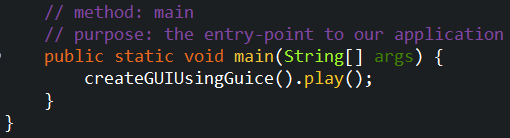 // method: main
// purpose: the entry-point to our application
public static void main(String[] args) {
createGUIUsingGuice().play();
}
}